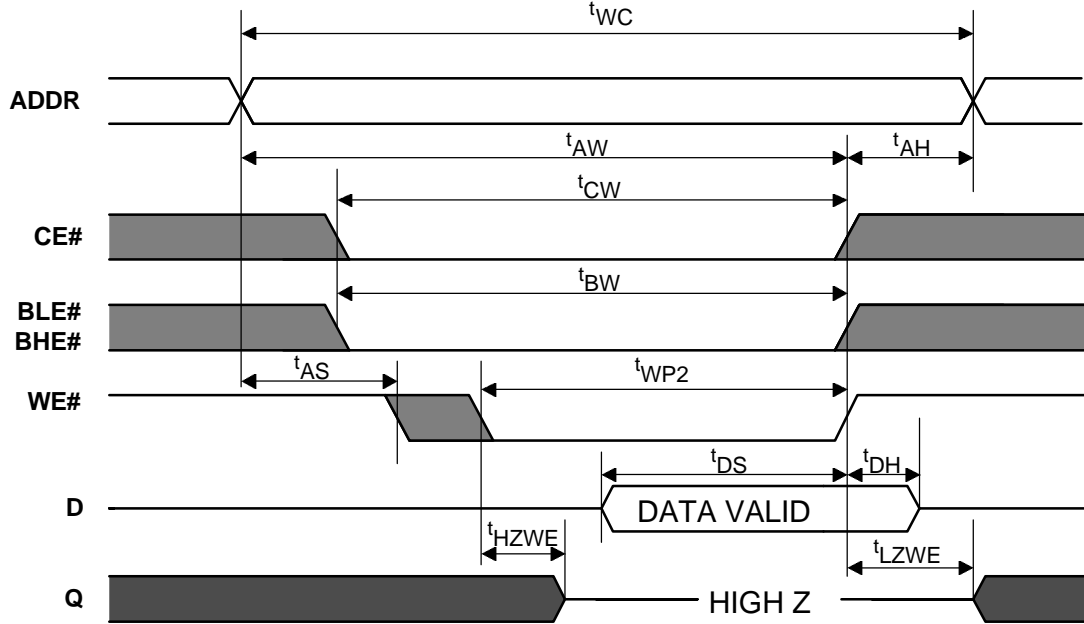 tWC
ADDR
tAW
tAH
tCW
CE#
tBW
BLE#
BHE#
tAS
tWP2
WE#
tDS
tDH
D
DATA VALID
tHZWE
tLZWE
Q
HIGH Z